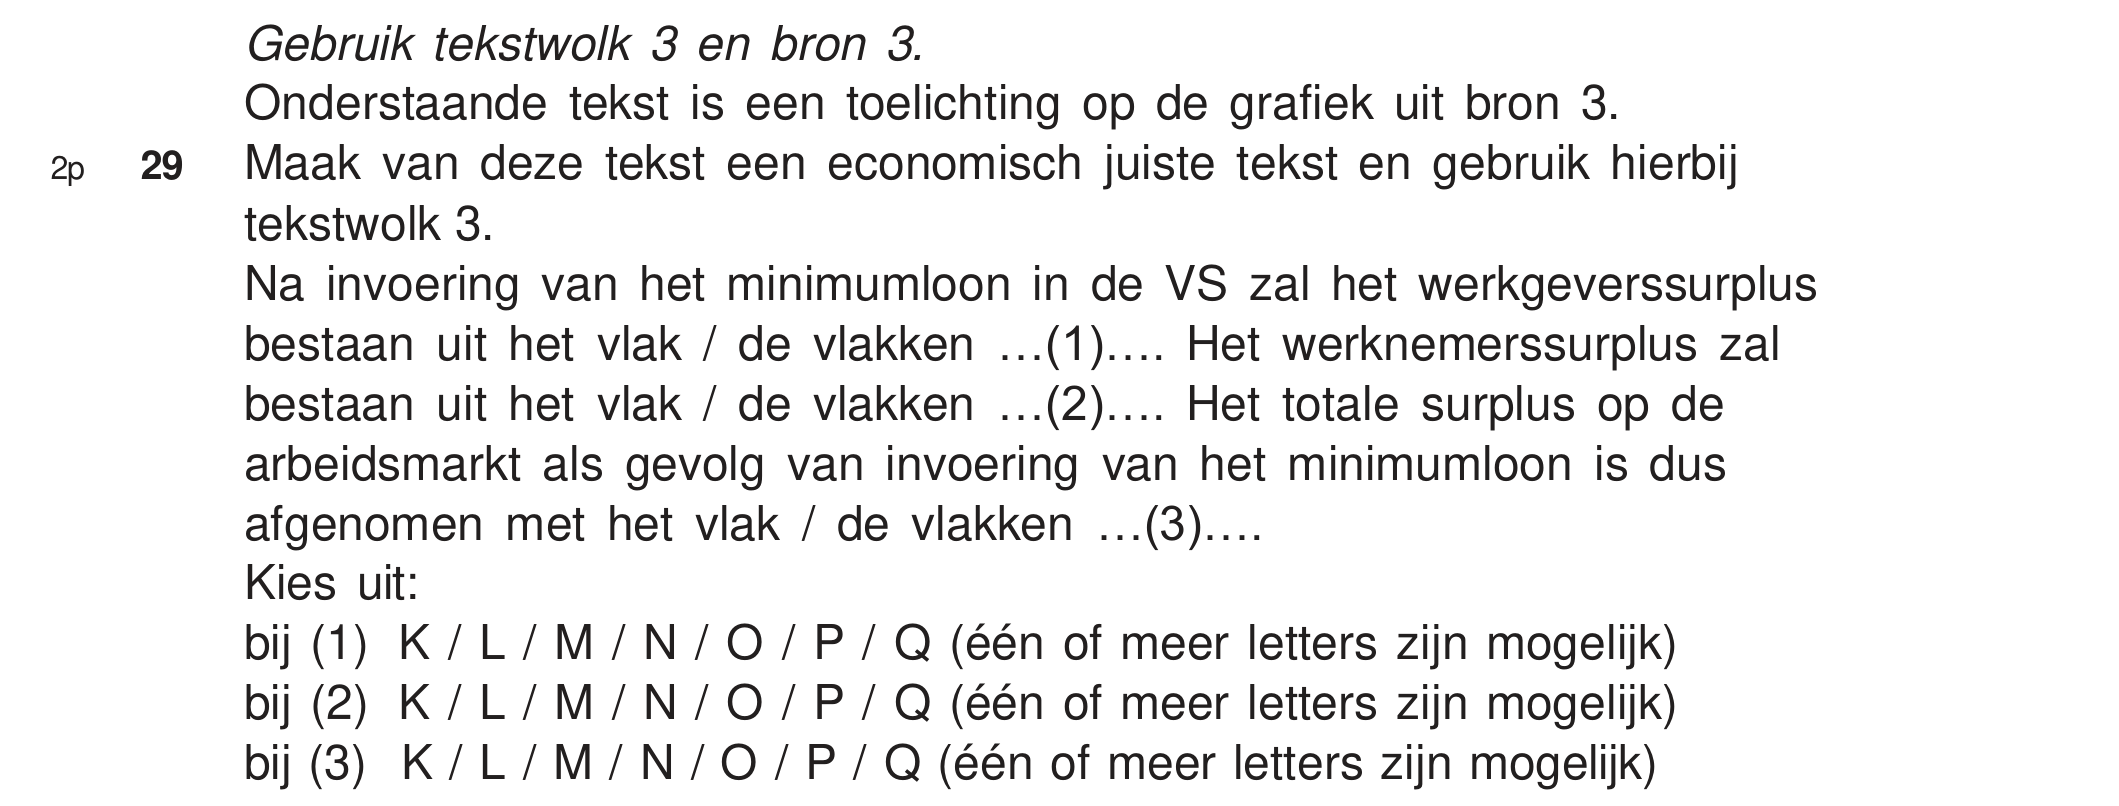 Gebruik tekstwolk 3 en bron 3.
Onderstaande tekst is een toelichting op de grafiek uit bron 3.
2p 29 Maak van deze tekst een economisch juiste tekst en gebruik hierbij
tekstwolk 3.
Na invoering van het minimumloon in de VS zal het werkgeverssurplus
bestaan uit het vlak / de vlakken …(1)…. Het werknemerssurplus zal
bestaan uit het vlak / de vlakken …(2)…. Het totale surplus op de
arbeidsmarkt als gevolg van invoering van het minimumloon is dus
afgenomen met het vlak / de vlakken …(3)….
Kies uit:
bij (1) K / L / M / N / O / P / Q (één of meer letters zijn mogelijk)
bij (2) K / L / M / N / O / P / Q (één of meer letters zijn mogelijk)
bij (3) K / L / M / N / O / P / Q (één of meer letters zijn mogelijk)